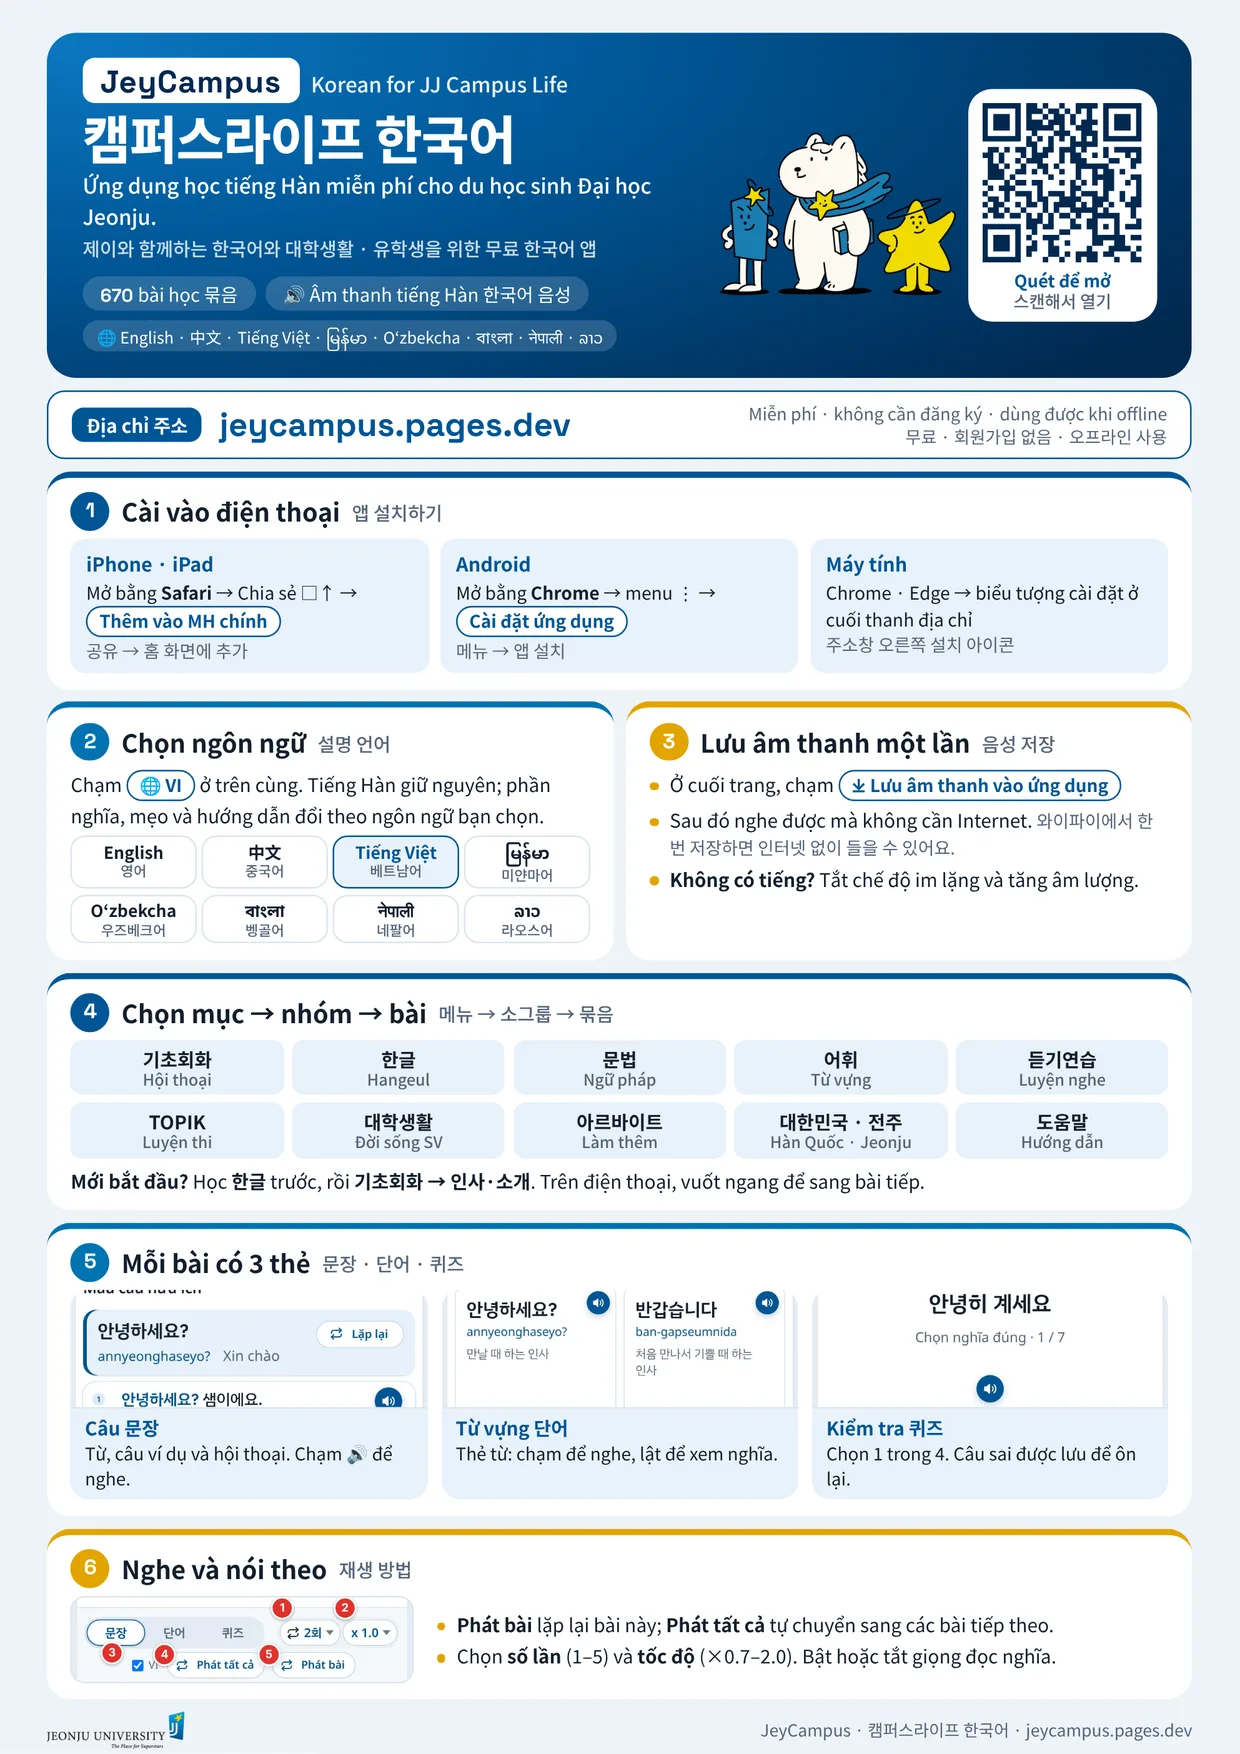 JeyCampus Korean for JJ Campus Life
캠퍼스라이프 한국어
Ứng dụng học tiếng Hàn miễn phí cho du học sinh Đại học
Jeonju.
제이와 함께하는 한국어와 대학생활 · 유학생을 위한 무료 한국어 앱
670 bài học 묶음
🔊 Âm thanh tiếng Hàn 한국어 음성
🌐 English · 中文 · Tiếng Việt · မြန်မာ · Oʻzbekcha · বাংলা · नेपाली · ລາວ
Quét để mở
스캔해서 열기
Địa chỉ 주소 jeycampus.pages.dev
Miễn phí · không cần đăng ký · dùng được khi offline
무료 · 회원가입 없음 · 오프라인 사용
1 Cài vào điện thoại 앱 설치하기
iPhone · iPad
Mở bằng Safari → Chia sẻ □↑ →
Thêm vào MH chính
공유 → 홈 화면에 추가
Android
Mở bằng Chrome → menu ⋮ →
Cài đặt ứng dụng
메뉴 → 앱 설치
Máy tính
Chrome · Edge → biểu tượng cài đặt ở
cuối thanh địa chỉ
주소창 오른쪽 설치 아이콘
2 Chọn ngôn ngữ 설명 언어
Chạm 🌐 VI ở trên cùng. Tiếng Hàn giữ nguyên; phần
nghĩa, mẹo và hướng dẫn đổi theo ngôn ngữ bạn chọn.
English
영어
中文
중국어
Tiếng Việt
베트남어
မြန်မာ
미얀마어
Oʻzbekcha
우즈베크어
বাংলা
벵골어
नेपाली
네팔어
ລາວ
라오스어
3 Lưu âm thanh một lần 음성 저장
Ở cuối trang, chạm Lưu âm thanh vào ứng dụng
Sau đó nghe được mà không cần Internet. 와이파이에서 한
번 저장하면 인터넷 없이 들을 수 있어요.
Không có tiếng? Tắt chế độ im lặng và tăng âm lượng.
4 Chọn mục → nhóm → bài 메뉴 → 소그룹 → 묶음
기초회화
Hội thoại
한글
Hangeul
문법
Ngữ pháp
어휘
Từ vựng
듣기연습
Luyện nghe
TOPIK
Luyện thi
대학생활
Đời sống SV
아르바이트
Làm thêm
대한민국 · 전주
Hàn Quốc · Jeonju
도움말
Hướng dẫn
Mới bắt đầu? Học 한글 trước, rồi 기초회화 → 인사·소개. Trên điện thoại, vuốt ngang để sang bài tiếp.
5 Mỗi bài có 3 thẻ 문장 · 단어 · 퀴즈
안녕하세요?
Lặp lại
annyeonghaseyo? Xin chào
1 안녕하세요? 샘이에요.
Câu 문장
Từ, câu ví dụ và hội thoại. Chạm 🔊 để
nghe.
안녕하세요?
annyeonghaseyo?
만날 때 하는 인사
반갑습니다
ban-gapseumnida
처음 만나서 기쁠 때 하는
인사
Từ vựng 단어
Thẻ từ: chạm để nghe, lật để xem nghĩa.
안녕히 계세요
Chọn nghĩa đúng · 1 / 7
Kiểm tra 퀴즈
Chọn 1 trong 4. Câu sai được lưu để ôn
lại.
6 Nghe và nói theo 재생 방법
1 2
문장 단어 퀴즈 2회 x 1.0
3 4 5
Phát tất cả Phát bài
Phát bài lặp lại bài này; Phát tất cả tự chuyển sang các bài tiếp theo.
Chọn số lần (1–5) và tốc độ (×0.7–2.0). Bật hoặc tắt giọng đọc nghĩa.
JEONJU UNIVERSITY
The Place for Superstars
JeyCampus · 캠퍼스라이프 한국어 · jeycampus.pages.dev